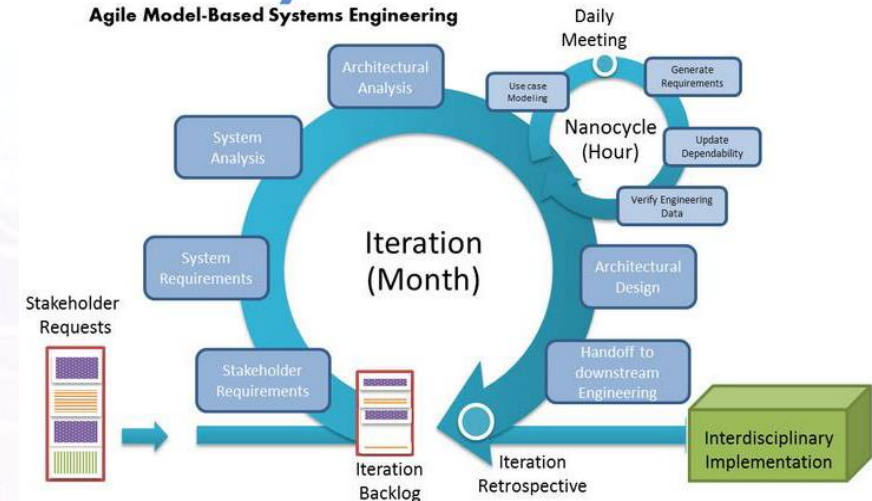 Agile Model-Based Systems Engineering
Daily
Meeting
Architectural
Analysis
Use case
Modeling
Generate
Requirements
System
Analysis
Nanocycle
(Hour)
Update
Dependability
Verify Engineering
Data
Iteration
(Month)
System
Requirements
Architectural
Design
Stakeholder
Requests
Stakeholder
Requirements
Handoff to
downstream
Engineering
Interdisciplinary
Implementation
Iteration
Backlog
Iteration
Retrospective